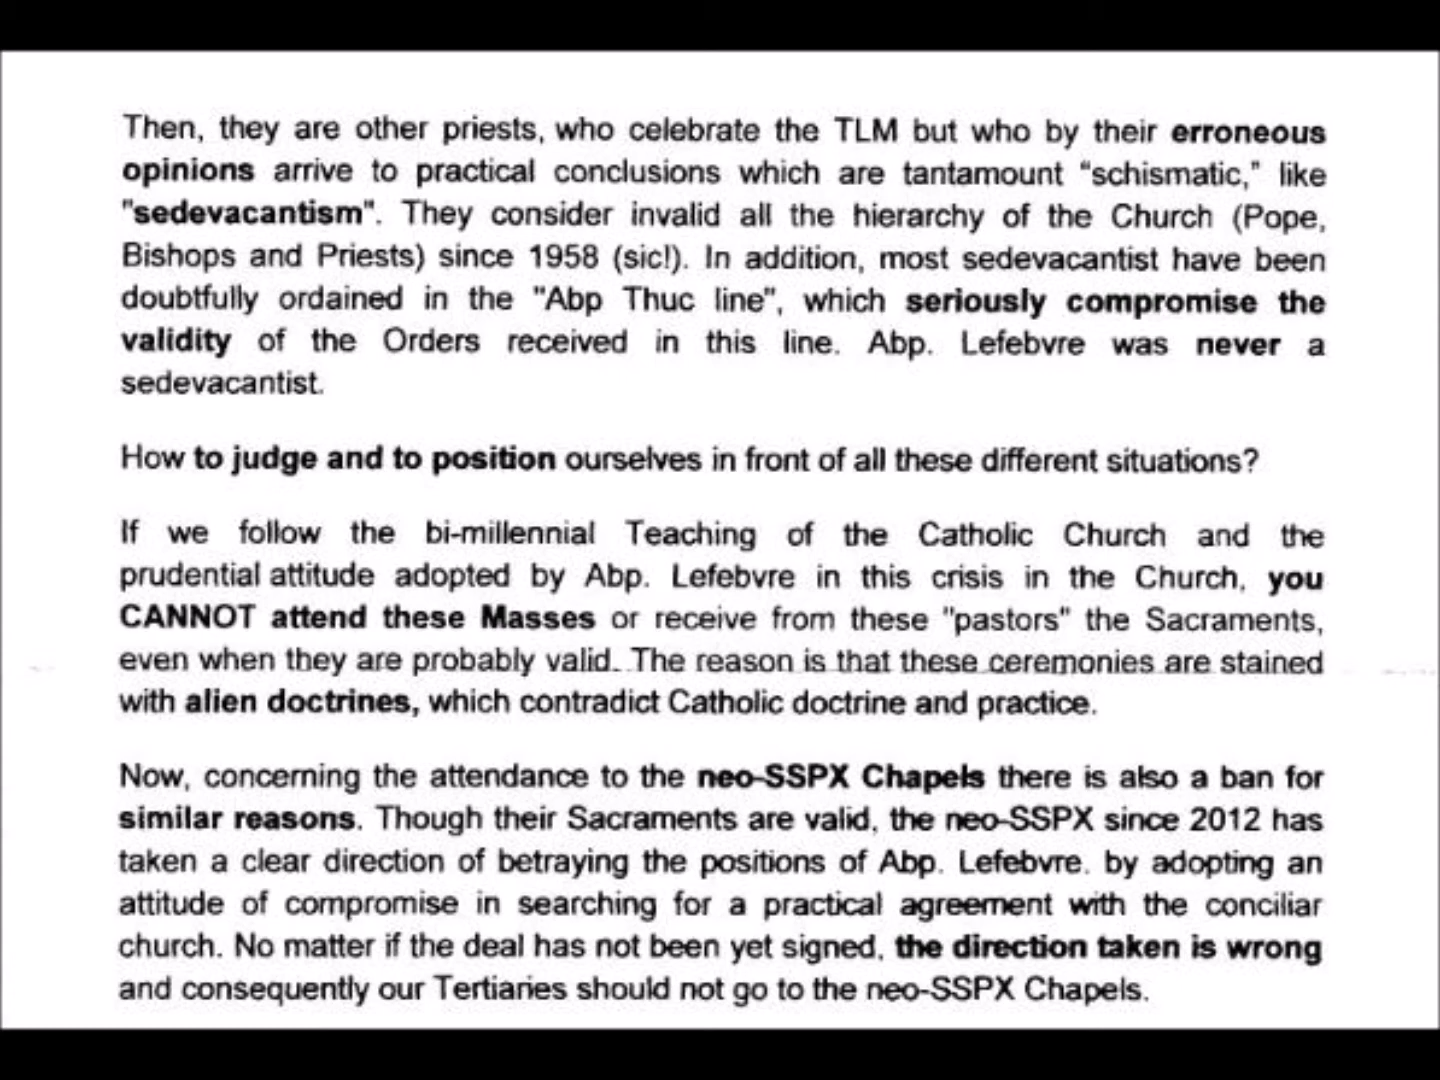 Then, they are other priests, who celebrate the TLM but who by their erroneous
opinions arrive to practical conclusions which are tantamount “schismatic,” like
"sedevacantism". They consider invalid all the hierarchy of the Church (Pope,
Bishops and Priests) since 1958 (sic!). In addition, most sedevacantist have been
doubtfully ordained in the "Abp Thuc line", which seriously compromise the
validity of the Orders received in this line. Abp. Lefebvre was never a
sedevacantist.
How to judge and to position ourselves in front of all these different situations?
If we follow the bi-millennial Teaching of the Catholic Church and the
prudential attitude adopted by Abp. Lefebvre in this crisis in the Church, you
CANNOT attend these Masses or receive from these "pastors" the Sacraments,
even when they are probably valid. The reason is that these ceremonies are stained
with alien doctrines, which contradict Catholic doctrine and practice.
Now, concerning the attendance to the neo-SSPX Chapels there is also a ban for
similar reasons. Though their Sacraments are valid, the neo-SSPX since 2012 has
taken a clear direction of betraying the positions of Abp. Lefebvre. by adopting an
attitude of compromise in searching for a practical agreement with the conciliar
church. No matter if the deal has not been yet signed, the direction taken is wrong
and consequently our Tertiaries should not go to the neo-SSPX Chapels.